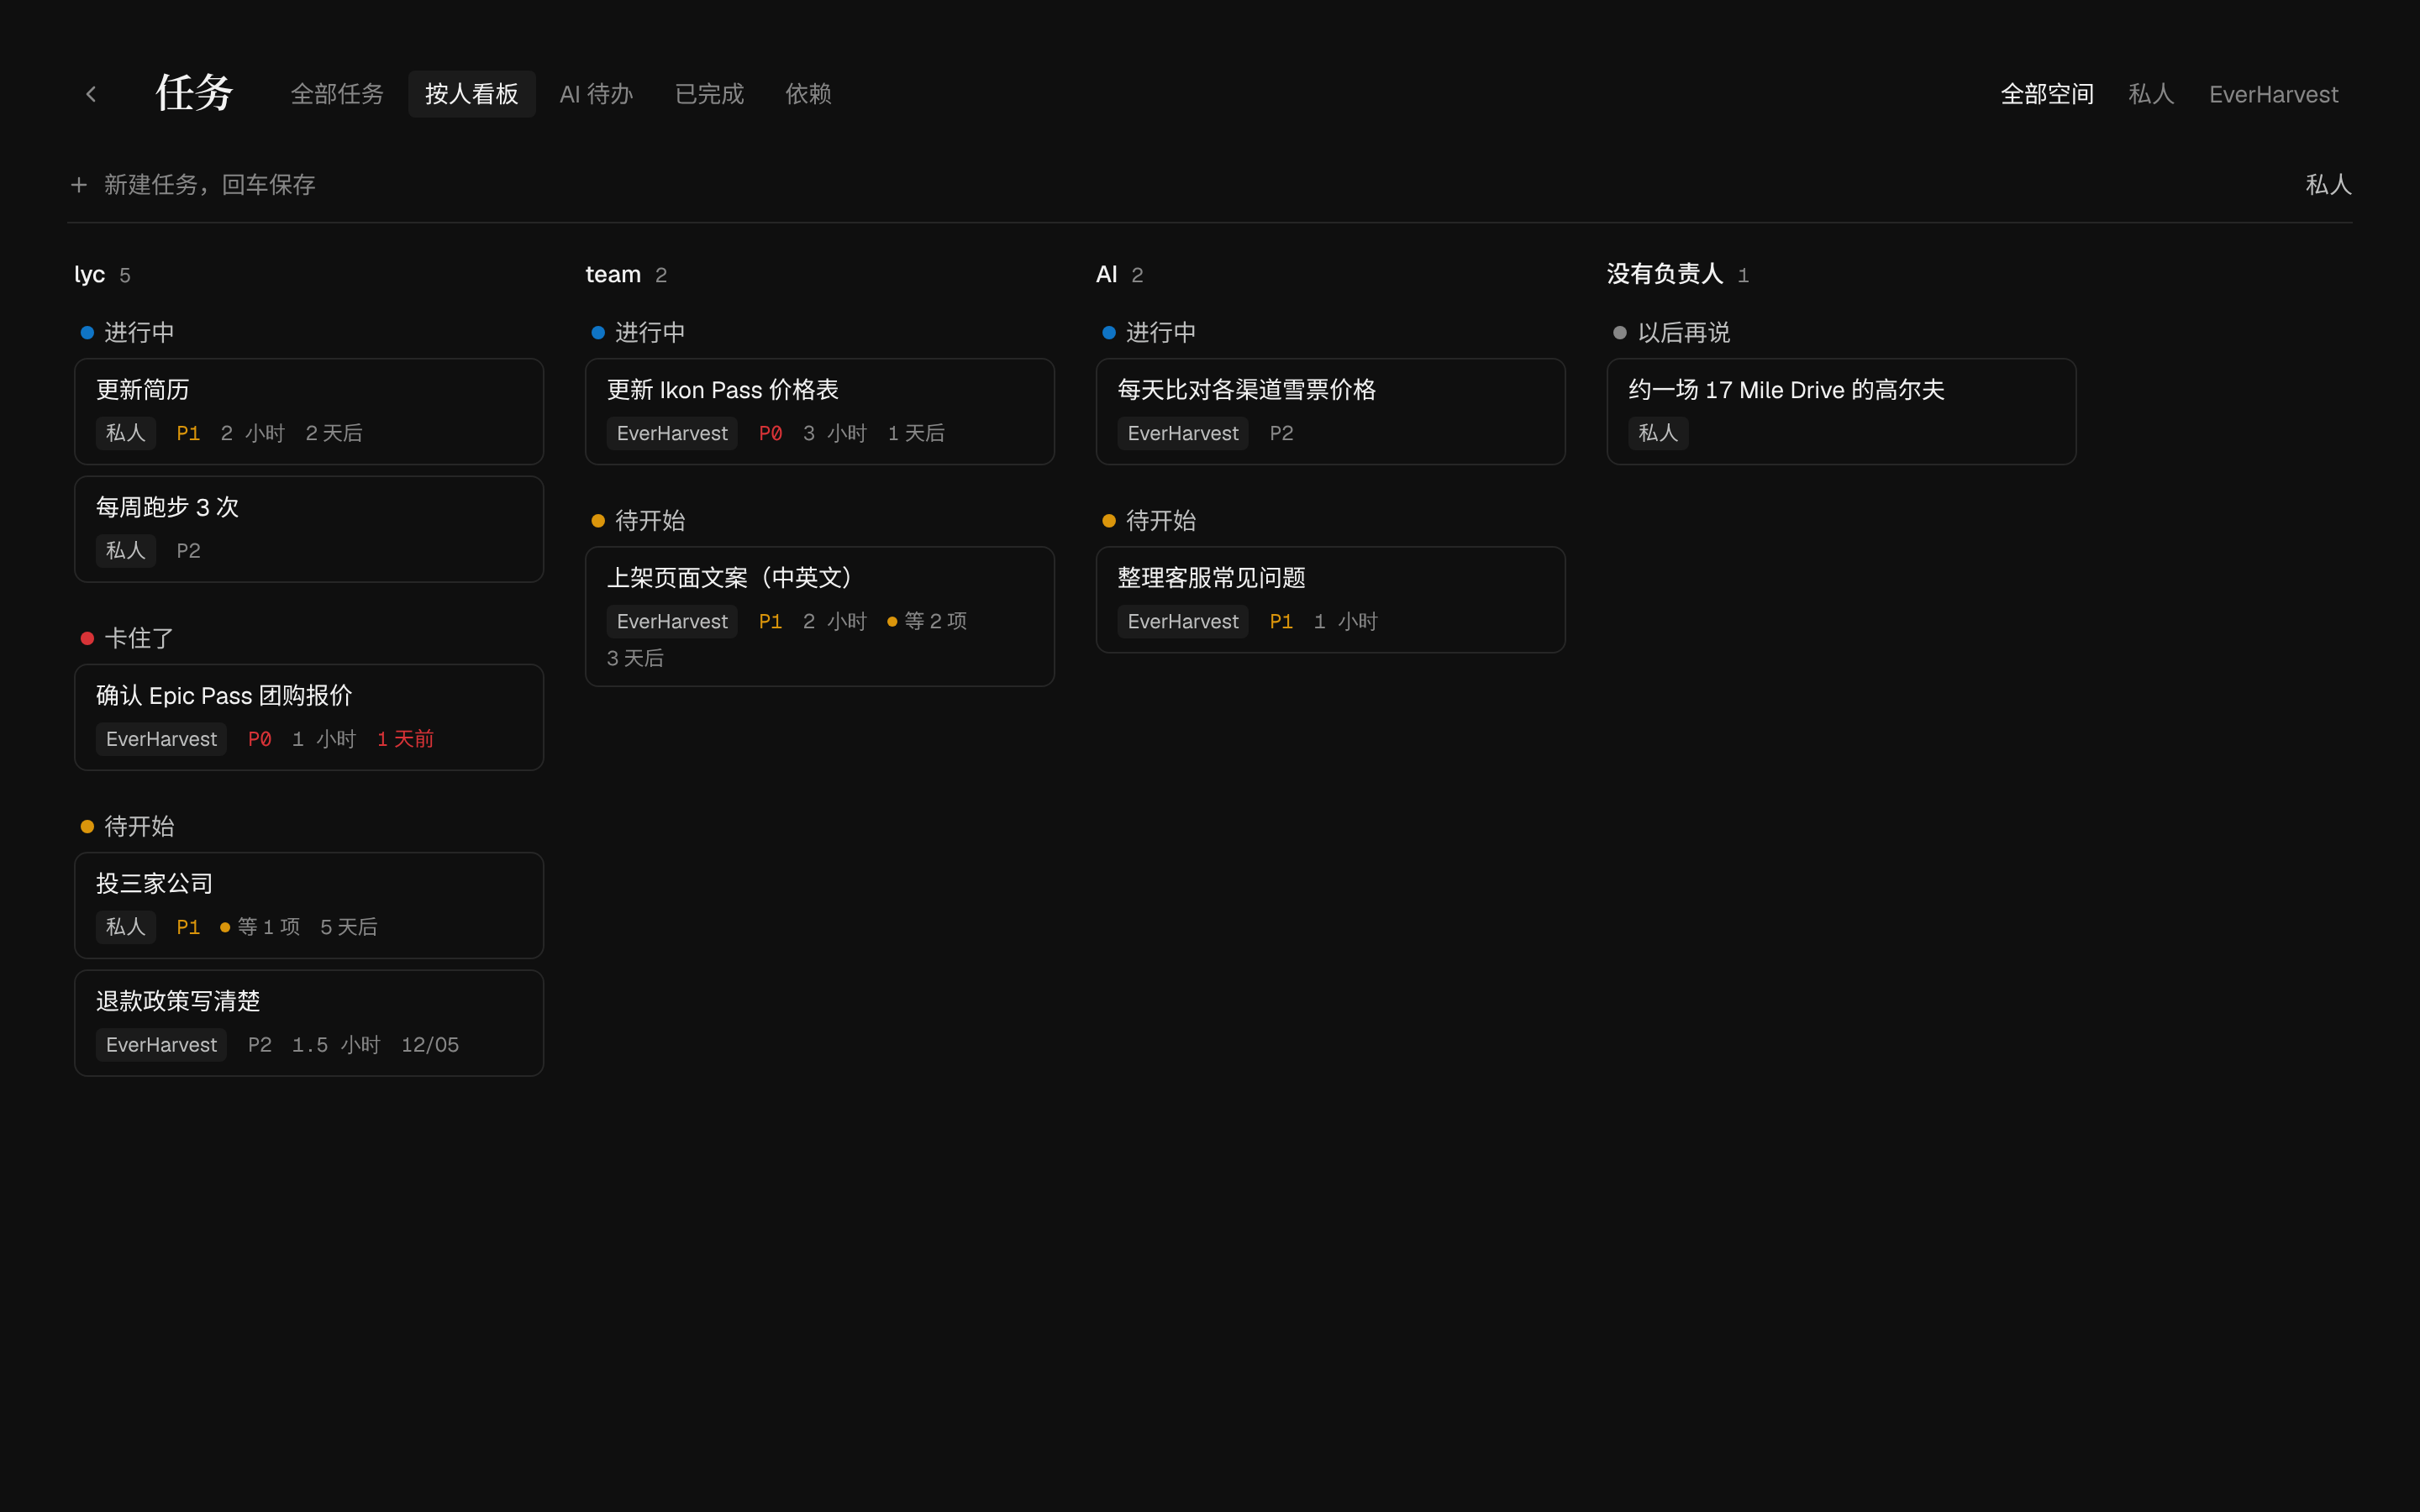 任务 全部任务 按人看板 AI 待办 已完成 依赖 全部空间 私人 EverHarvest
+ 新建任务，回车保存 私人
lyc 5
进行中
更新简历
私人 P1 2 小时 2 天后
每周跑步 3 次
私人 P2
卡住了
确认 Epic Pass 团购报价
EverHarvest P0 1 小时 1 天前
待开始
投三家公司
私人 P1 等 1 项 5 天后
退款政策写清楚
EverHarvest P2 1.5 小时 12/05
team 2
进行中
更新 Ikon Pass 价格表
EverHarvest P0 3 小时 1 天后
待开始
上架页面文案（中英文）
EverHarvest P1 2 小时 等 2 项
3 天后
AI 2
进行中
每天比对各渠道雪票价格
EverHarvest P2
待开始
整理客服常见问题
EverHarvest P1 1 小时
没有负责人 1
以后再说
约一场 17 Mile Drive 的高尔夫
私人